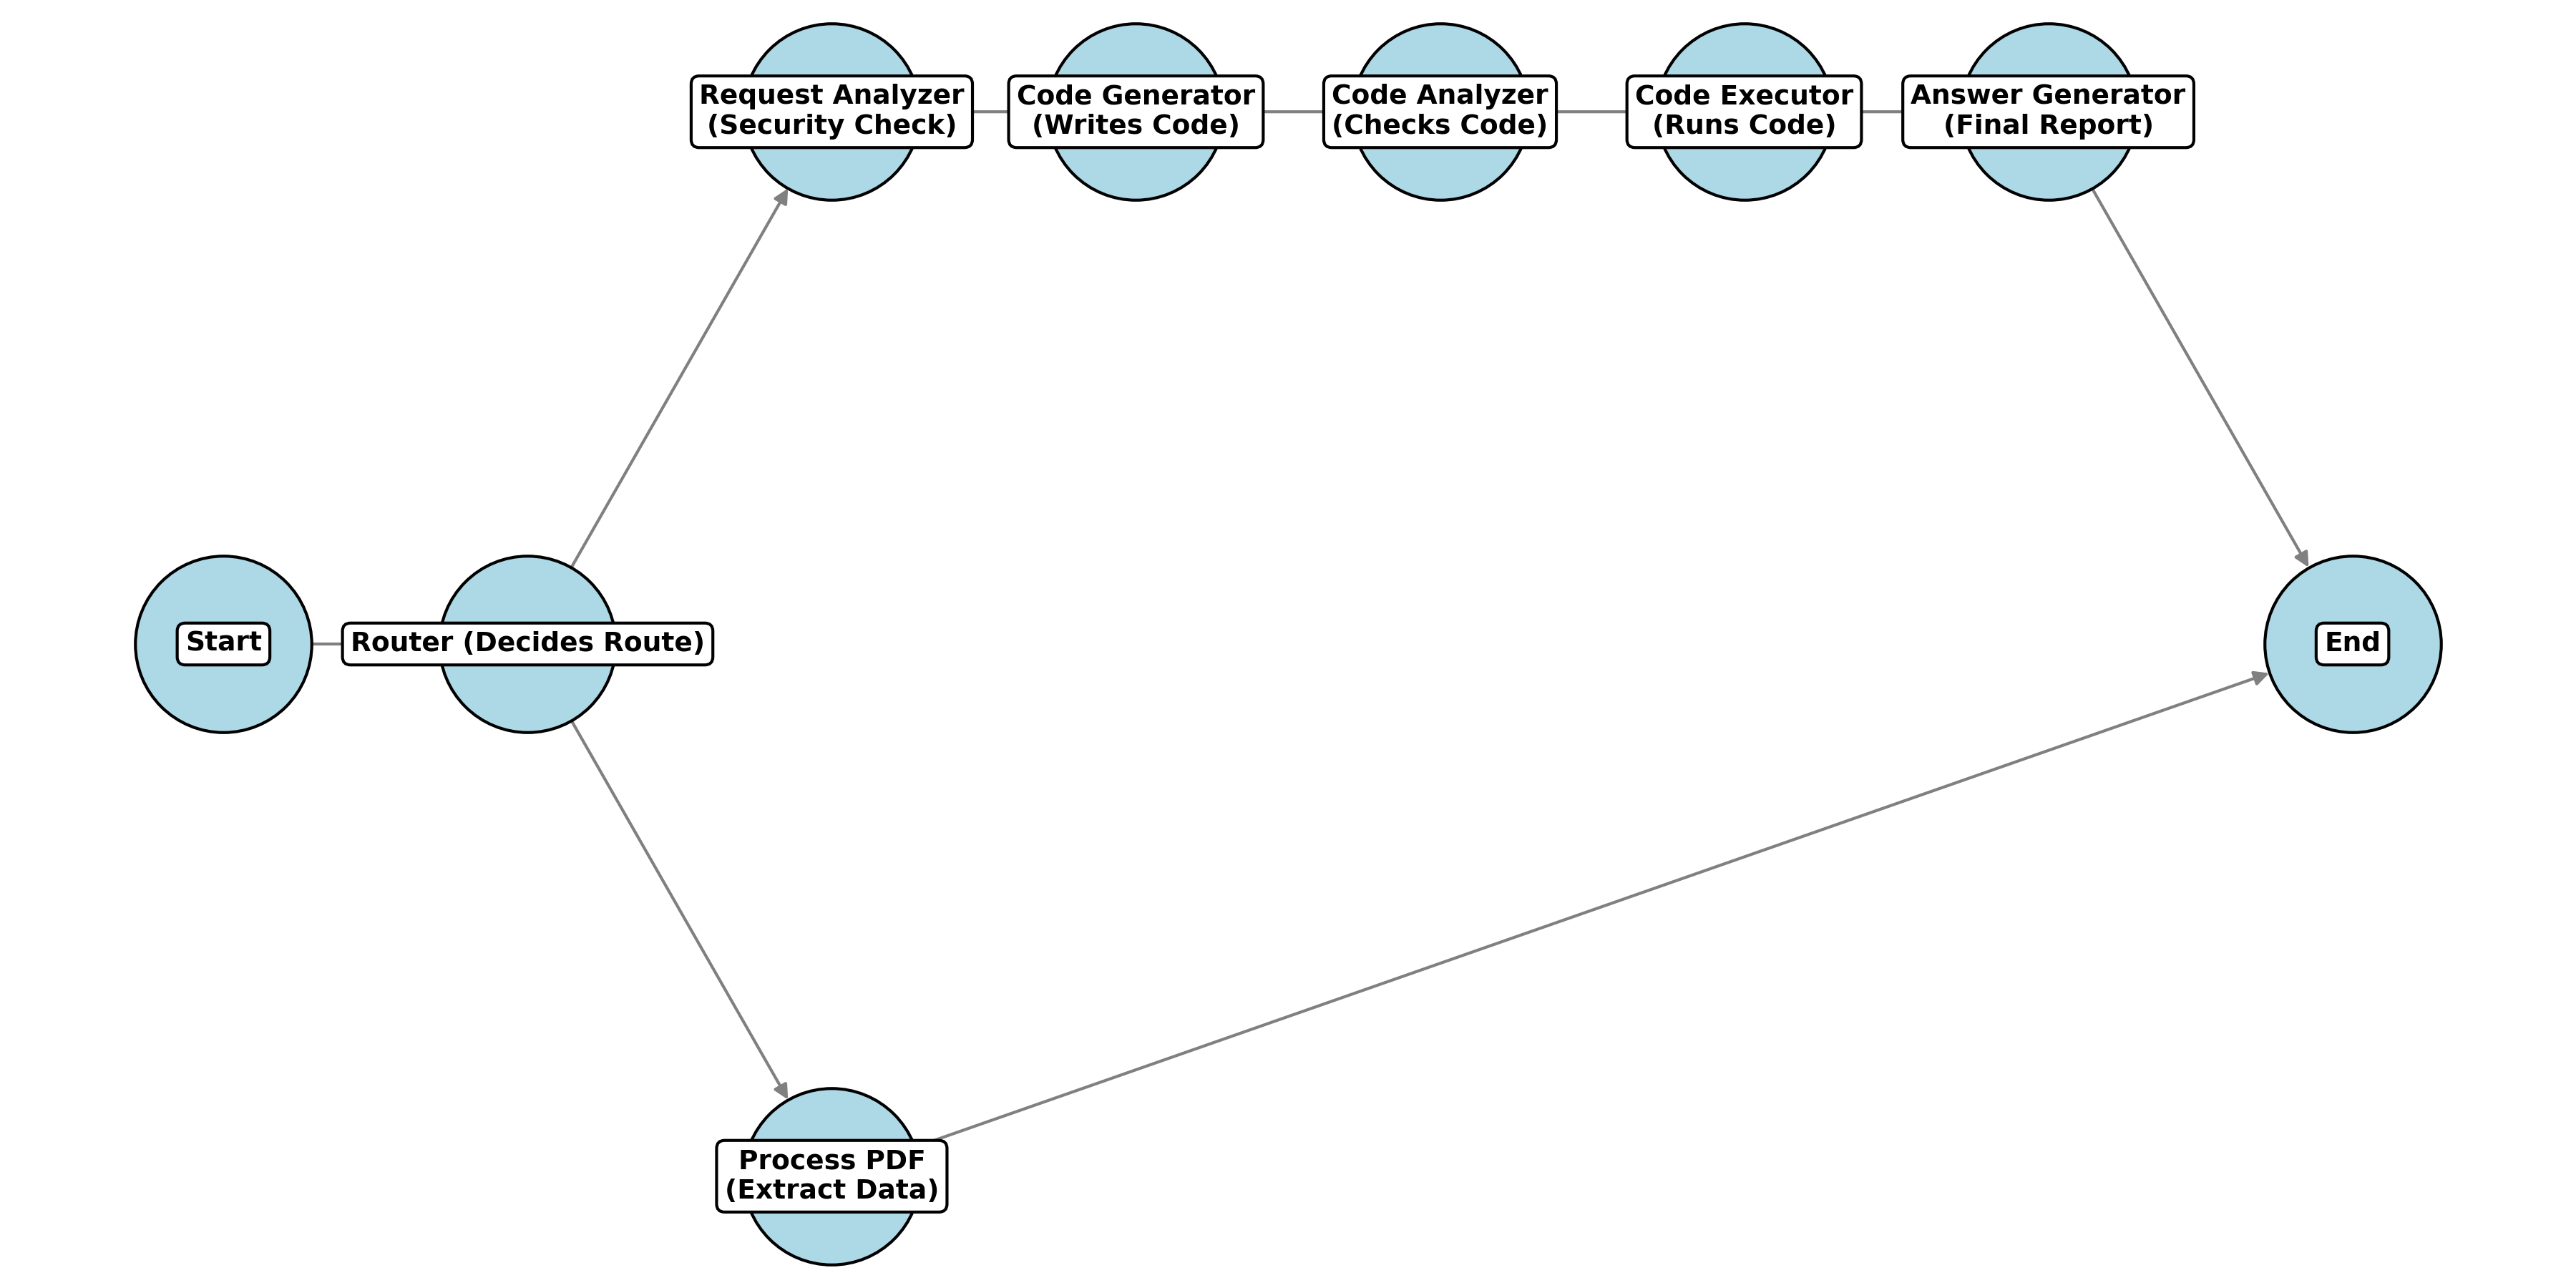 Request Analyzer
(Security Check)
Code Generator
(Writes Code)
Code Analyzer
(Checks Code)
Code Executor
(Runs Code)
Answer Generator
(Final Report)
Start
Router (Decides Route)
End
Process PDF
(Extract Data)